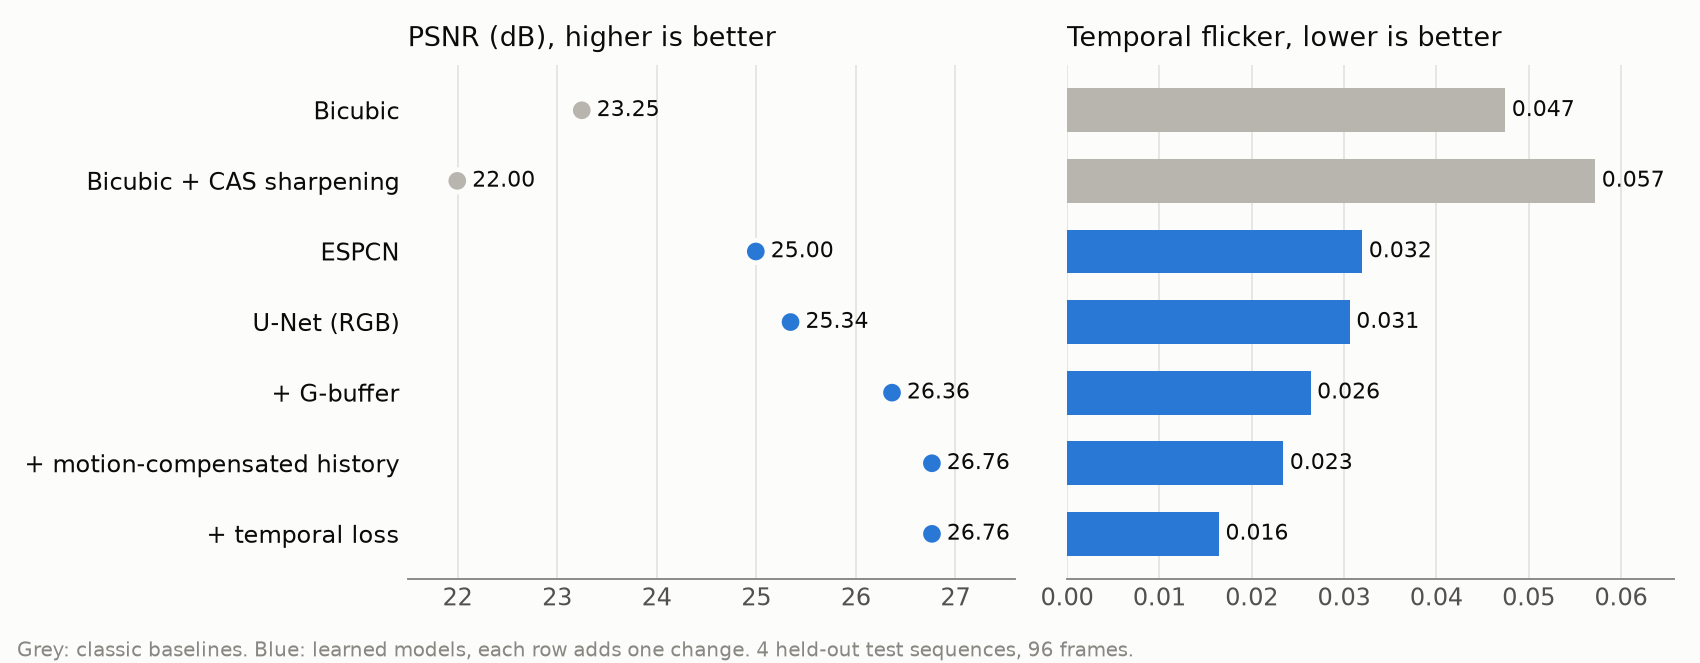 PSNR (dB), higher is better
Temporal flicker, lower is better
Bicubic 23.25 0.047
Bicubic + CAS sharpening 22.00 0.057
ESPCN 25.00 0.032
U-Net (RGB) 25.34 0.031
+ G-buffer 26.36 0.026
+ motion-compensated history 26.76 0.023
+ temporal loss 26.76 0.016
22 23 24 25 26 27
0.00 0.01 0.02 0.03 0.04 0.05 0.06
Grey: classic baselines. Blue: learned models, each row adds one change. 4 held-out test sequences, 96 frames.